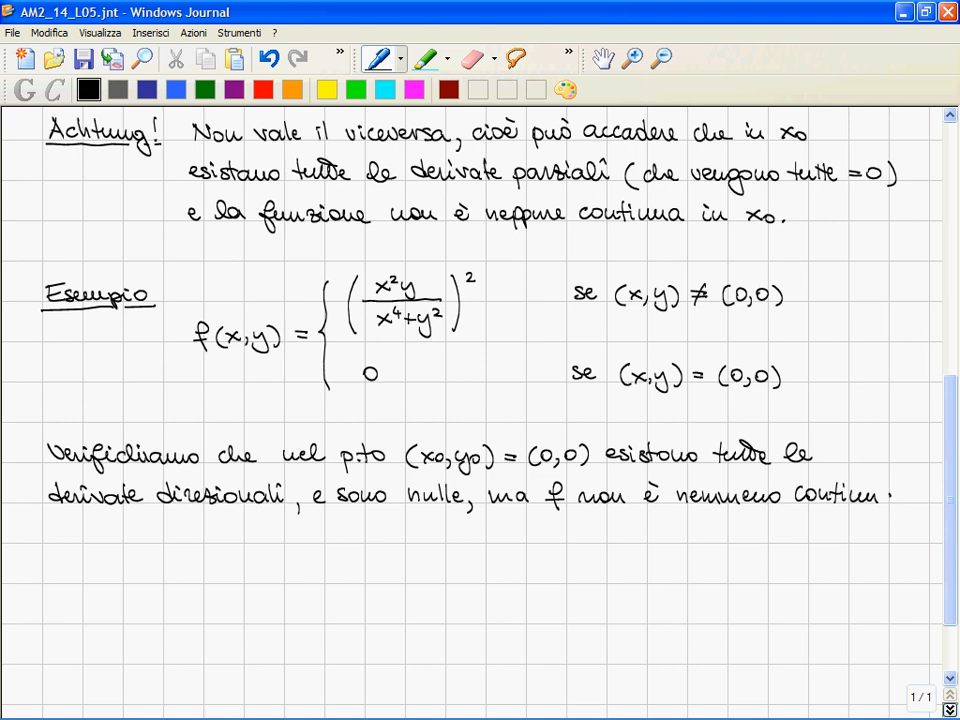 AM2_14_L05.jnt - Windows Journal
File Modifica Visualizza Inserisci Azioni Strumenti ?
Achtung! Non vale il viceversa, cioè può accadere che in x0
esistano tutte le derivate parziali (che vengono tutte = 0)
e la funzione non è neppure continua in x0.
Esempio
f(x,y) = { (x²y / (x⁴+y²))² se (x,y) ≠ (0,0)
0 se (x,y) = (0,0)
Verifichiamo che nel p.to (x0,y0) = (0,0) esistono tutte le
derivate direzionali, e sono nulle, ma f non è nemmeno continu
1 / 1